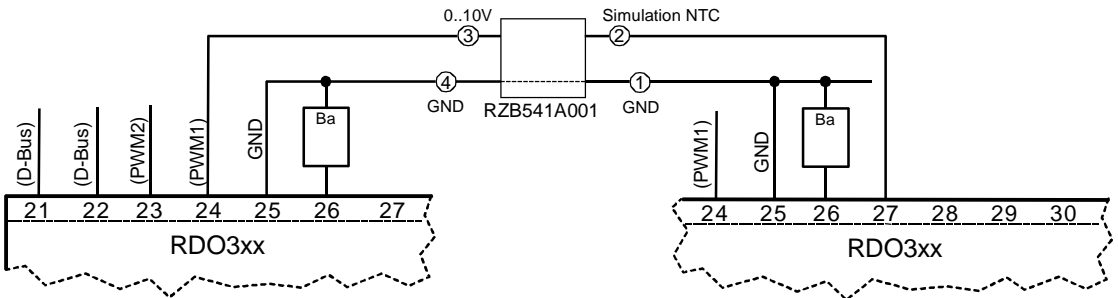 0..10V
Simulation NTC
3
2
4
1
GND
RZB541A001
GND
(D-Bus)
(D-Bus)
(PWM2)
(PWM1)
GND
Ba
(PWM1)
GND
Ba
21 22 23 24 25 26 27
24 25 26 27 28 29 30
RDO3xx
RDO3xx